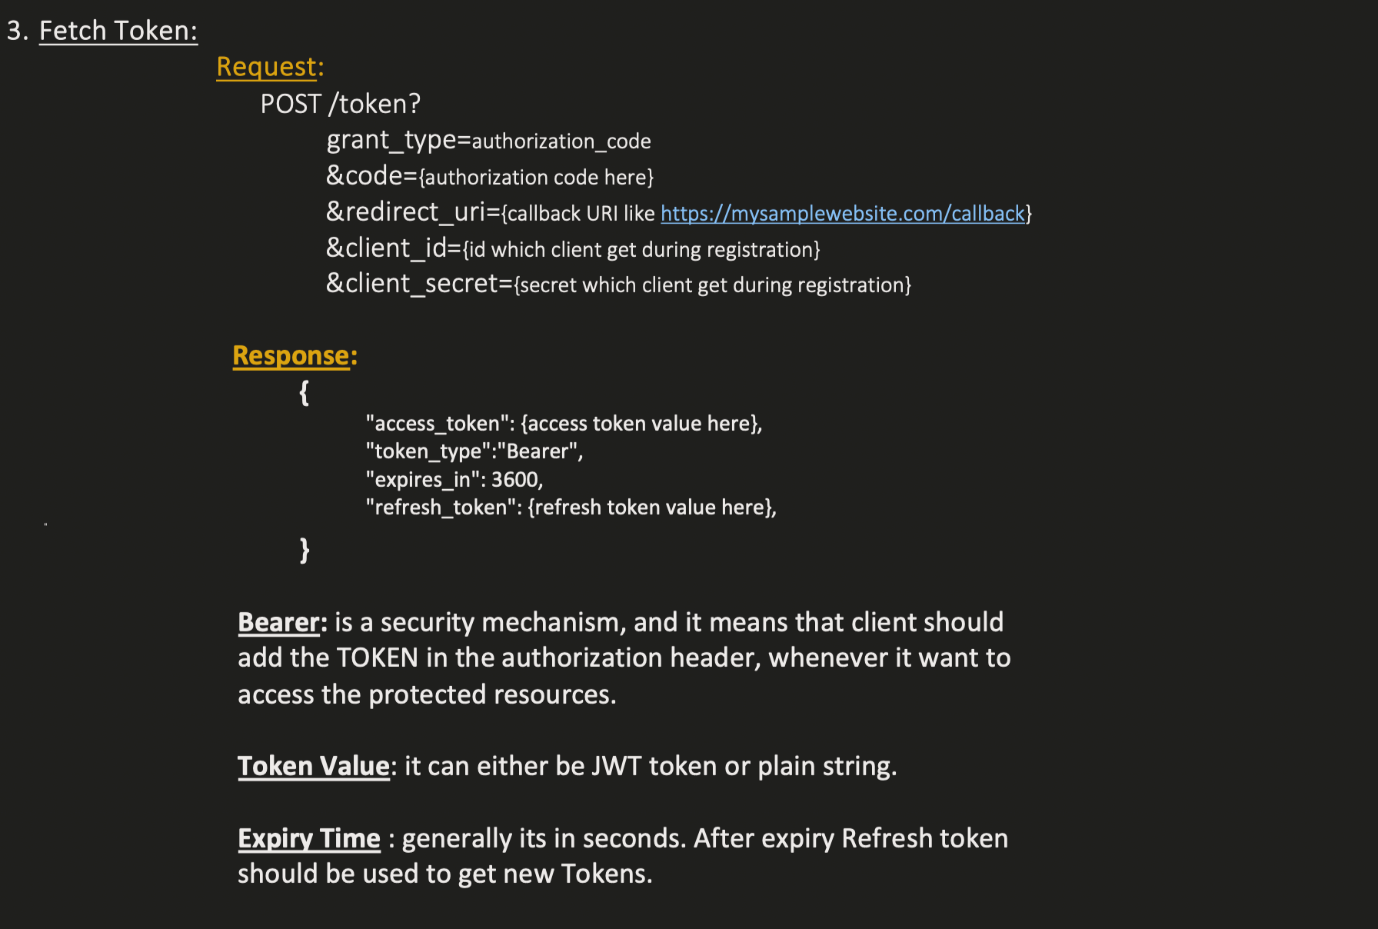 3. Fetch Token:
Request:
POST /token?
grant_type=authorization_code
&code={authorization code here}
&redirect_uri={callback URI like https://mysamplewebsite.com/callback}
&client_id={id which client get during registration}
&client_secret={secret which client get during registration}
Response:
{
"access_token": {access token value here},
"token_type":"Bearer",
"expires_in": 3600,
"refresh_token": {refresh token value here},
}
Bearer: is a security mechanism, and it means that client should
add the TOKEN in the authorization header, whenever it want to
access the protected resources.
Token Value: it can either be JWT token or plain string.
Expiry Time : generally its in seconds. After expiry Refresh token
should be used to get new Tokens.